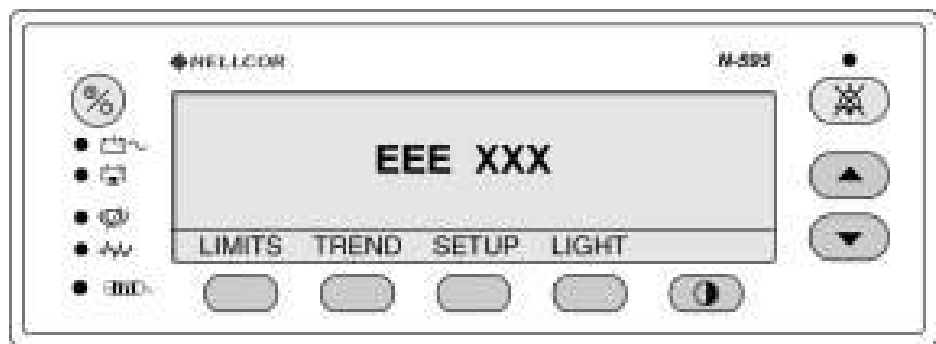 NELLCOR N-595
EEE XXX
LIMITS TREND SETUP LIGHT